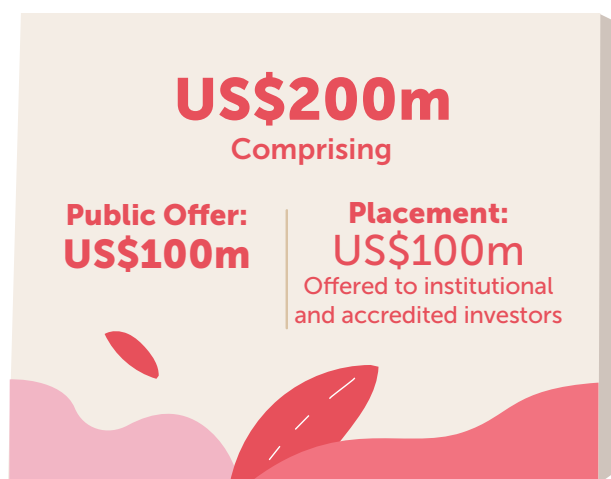 US$200m
Comprising
Public Offer:
US$100m
Placement:
US$100m
Offered to institutional
and accredited investors